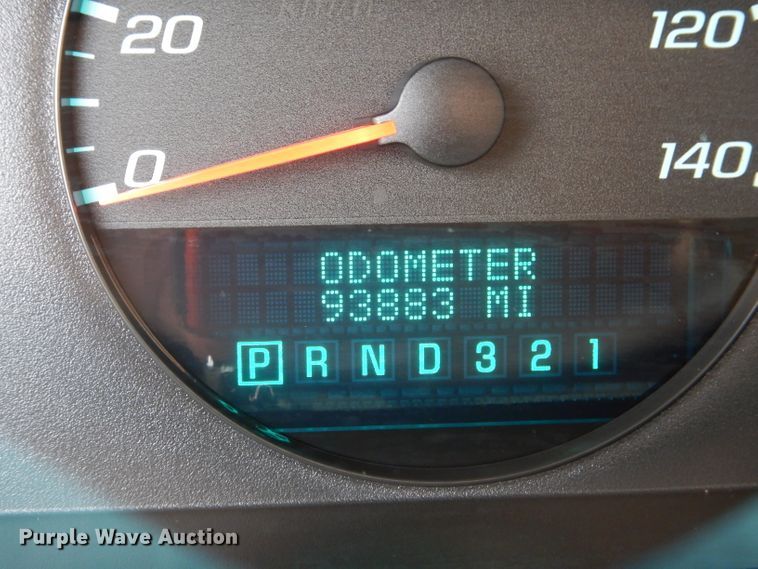 20
120
0
140
ODOMETER
93883 MI
P R N D 3 2 1
Purple Wave Auction